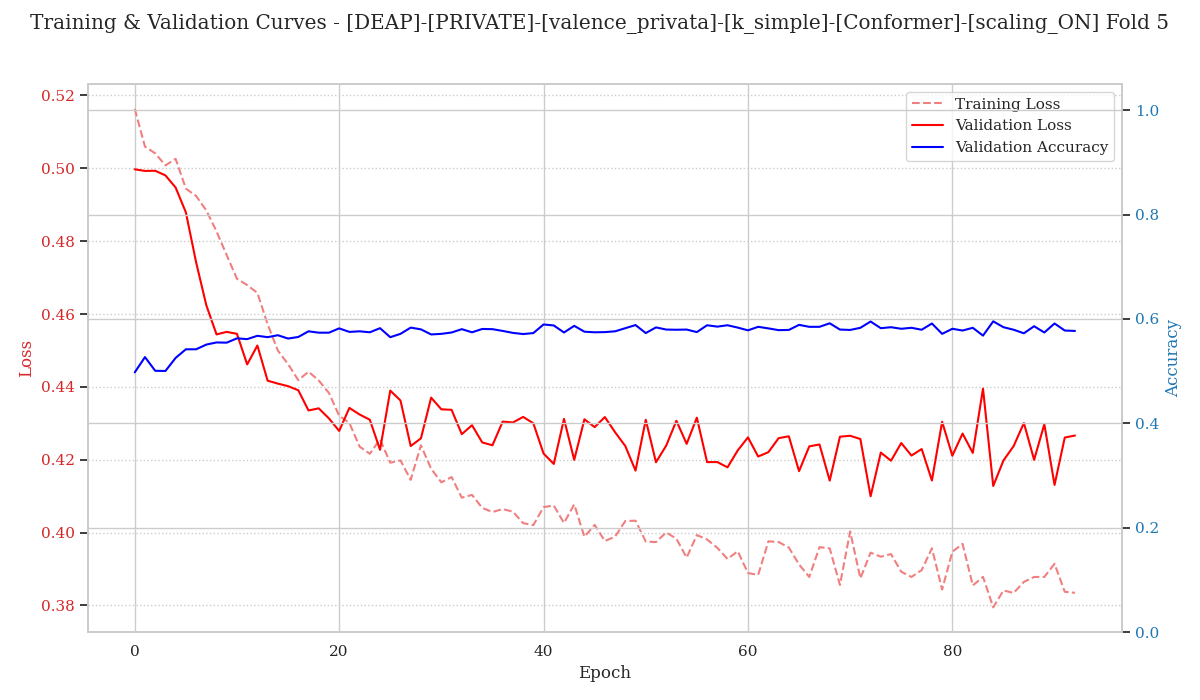 Training & Validation Curves - [DEAP]-[PRIVATE]-[valence_privata]-[k_simple]-[Conformer]-[scaling_ON] Fold 5
Training Loss
Validation Loss
Validation Accuracy
0.52
0.50
0.48
0.46
0.44
0.42
0.40
0.38
Loss
1.0
0.8
0.6
0.4
0.2
0.0
Accuracy
0
20
40
60
80
Epoch